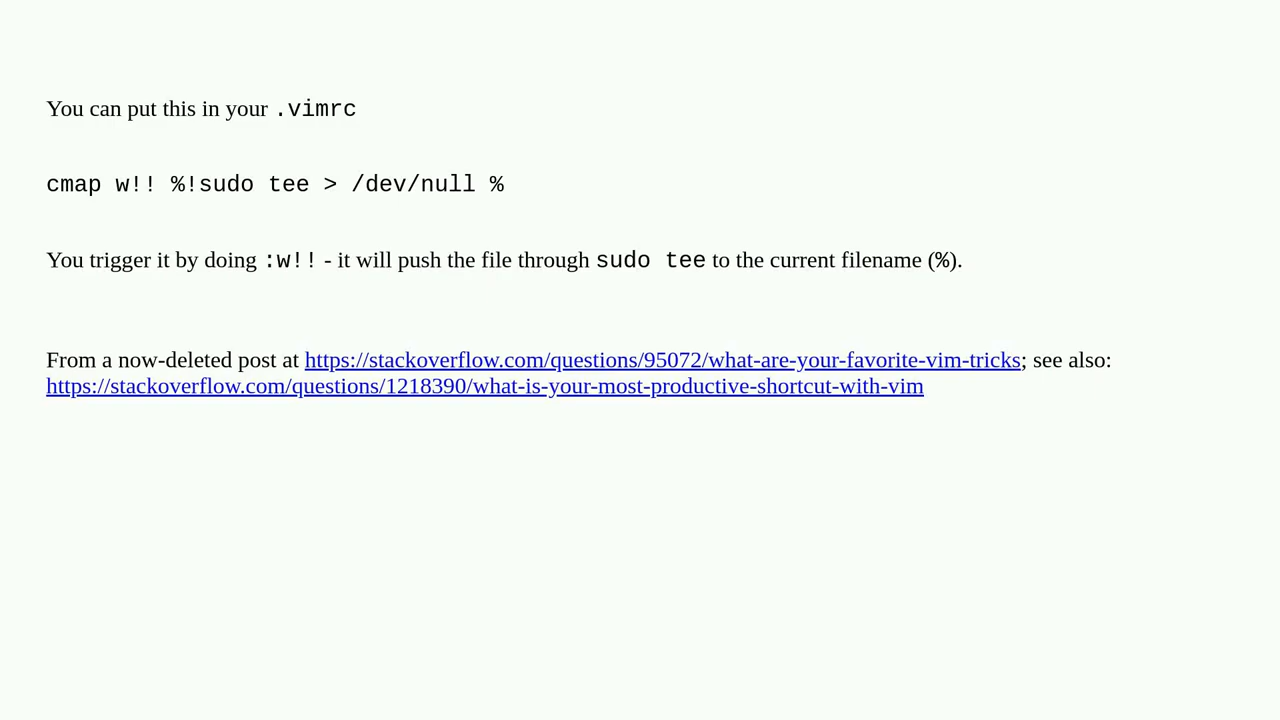 You can put this in your .vimrc
cmap w!! %!sudo tee > /dev/null %
You trigger it by doing :w!! - it will push the file through sudo tee to the current filename (%).
From a now-deleted post at https://stackoverflow.com/questions/95072/what-are-your-favorite-vim-tricks; see also:
https://stackoverflow.com/questions/1218390/what-is-your-most-productive-shortcut-with-vim